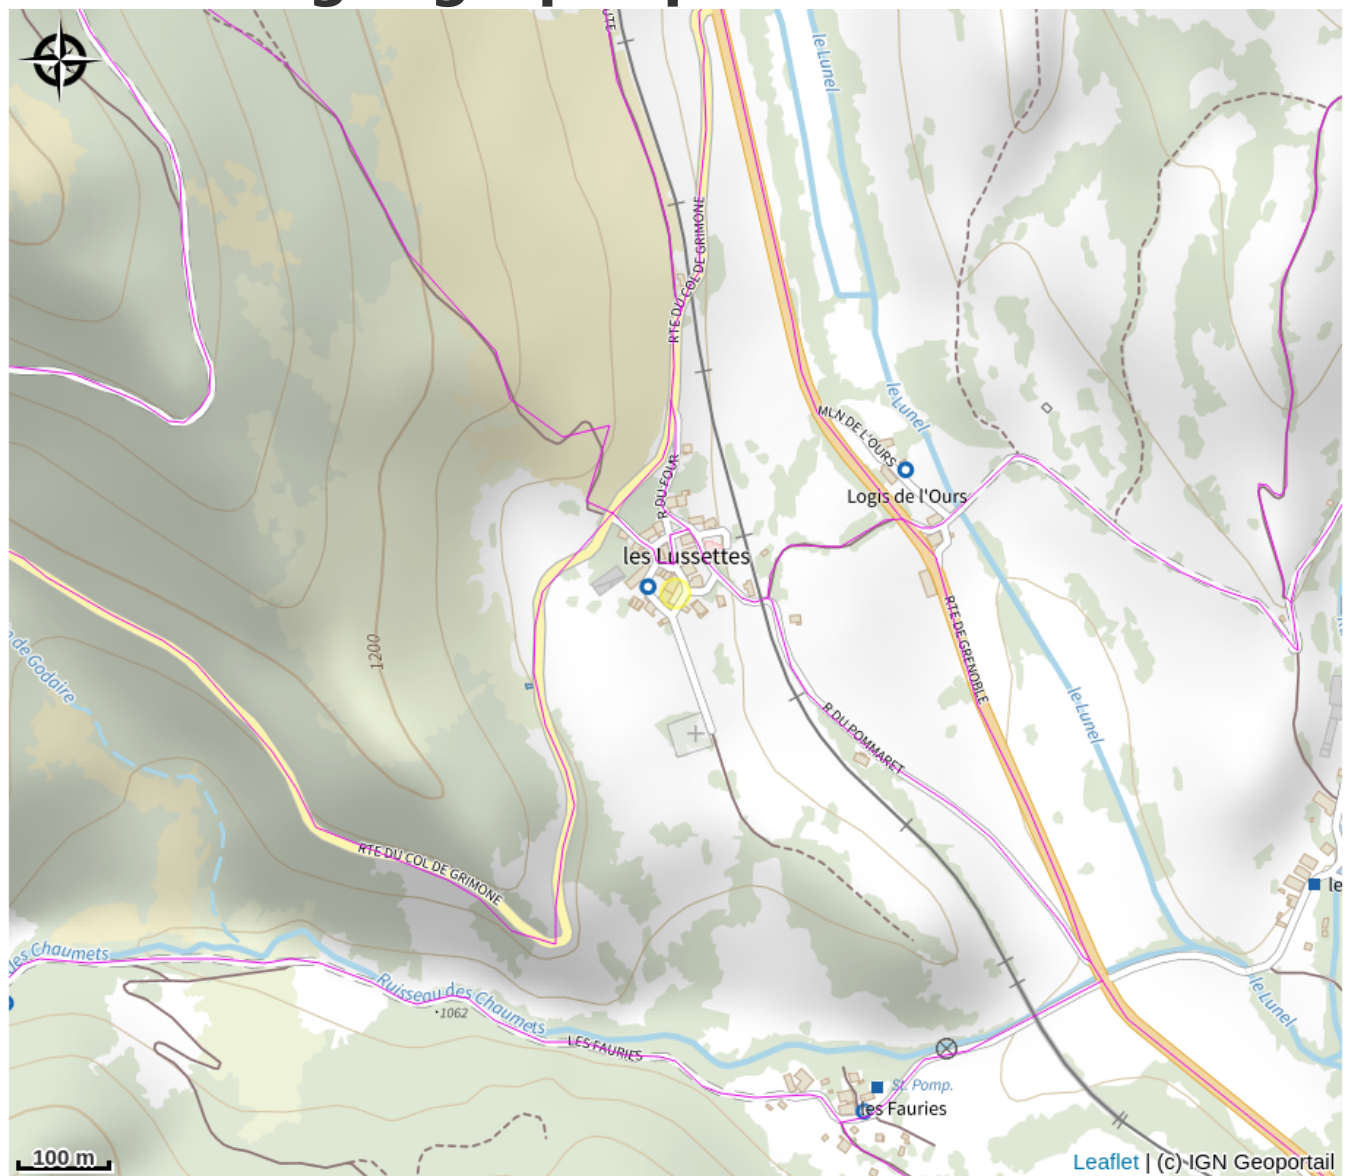 le Lunel
RTE DU COL DE GRIMONE
le Lunel
MLN DE L'OURS
R DU FOUR
Logis de l'Ours
les Lussettes
1200
de Godaire
RTE DE GRENOBLE
le Lunel
R DU POMMARET
RTE DU COL DE GRIMONE
le
des Chaumets
Ruisseau des Chaumets
1062
le Lunel
LES FAURIES
St. Pomp.
les Fauries
100 m
Leaflet | (c) IGN Geoportail